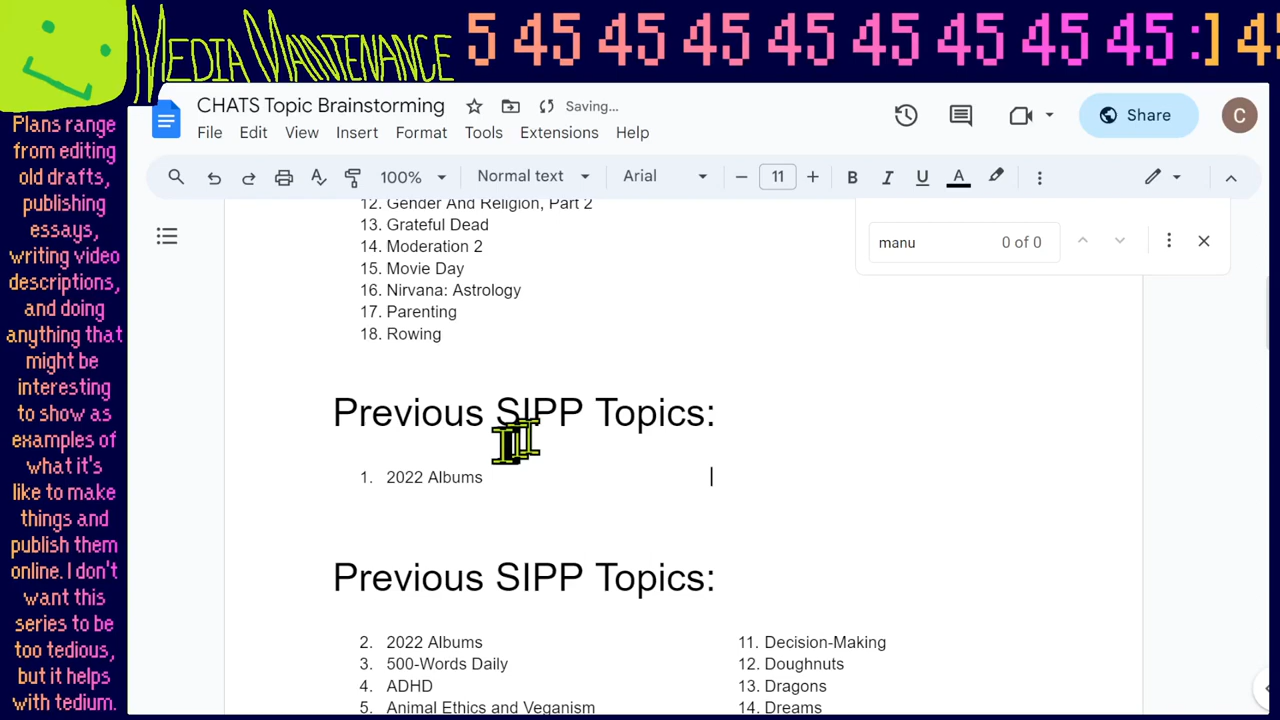 MEDIA MAINTENANCE
5 45 45 45 45 45 45 45 45 :] 4
Plans range
from editing
old drafts,
publishing
essays,
writing video
descriptions,
and doing
anything that
might be
interesting
to show as
examples of
what it's
like to make
things and
publish them
online. I don't
want this
series to be
too tedious,
but it helps
with tedium.
CHATS Topic Brainstorming
Saving...
File Edit View Insert Format Tools Extensions Help
Share
C
100% Normal text Arial 11 B I U A
manu 0 of 0
12. Gender And Religion, Part 2
13. Grateful Dead
14. Moderation 2
15. Movie Day
16. Nirvana: Astrology
17. Parenting
18. Rowing
Previous SIPP Topics:
1. 2022 Albums
Previous SIPP Topics:
2. 2022 Albums
3. 500-Words Daily
4. ADHD
5. Animal Ethics and Veganism
11. Decision-Making
12. Doughnuts
13. Dragons
14. Dreams